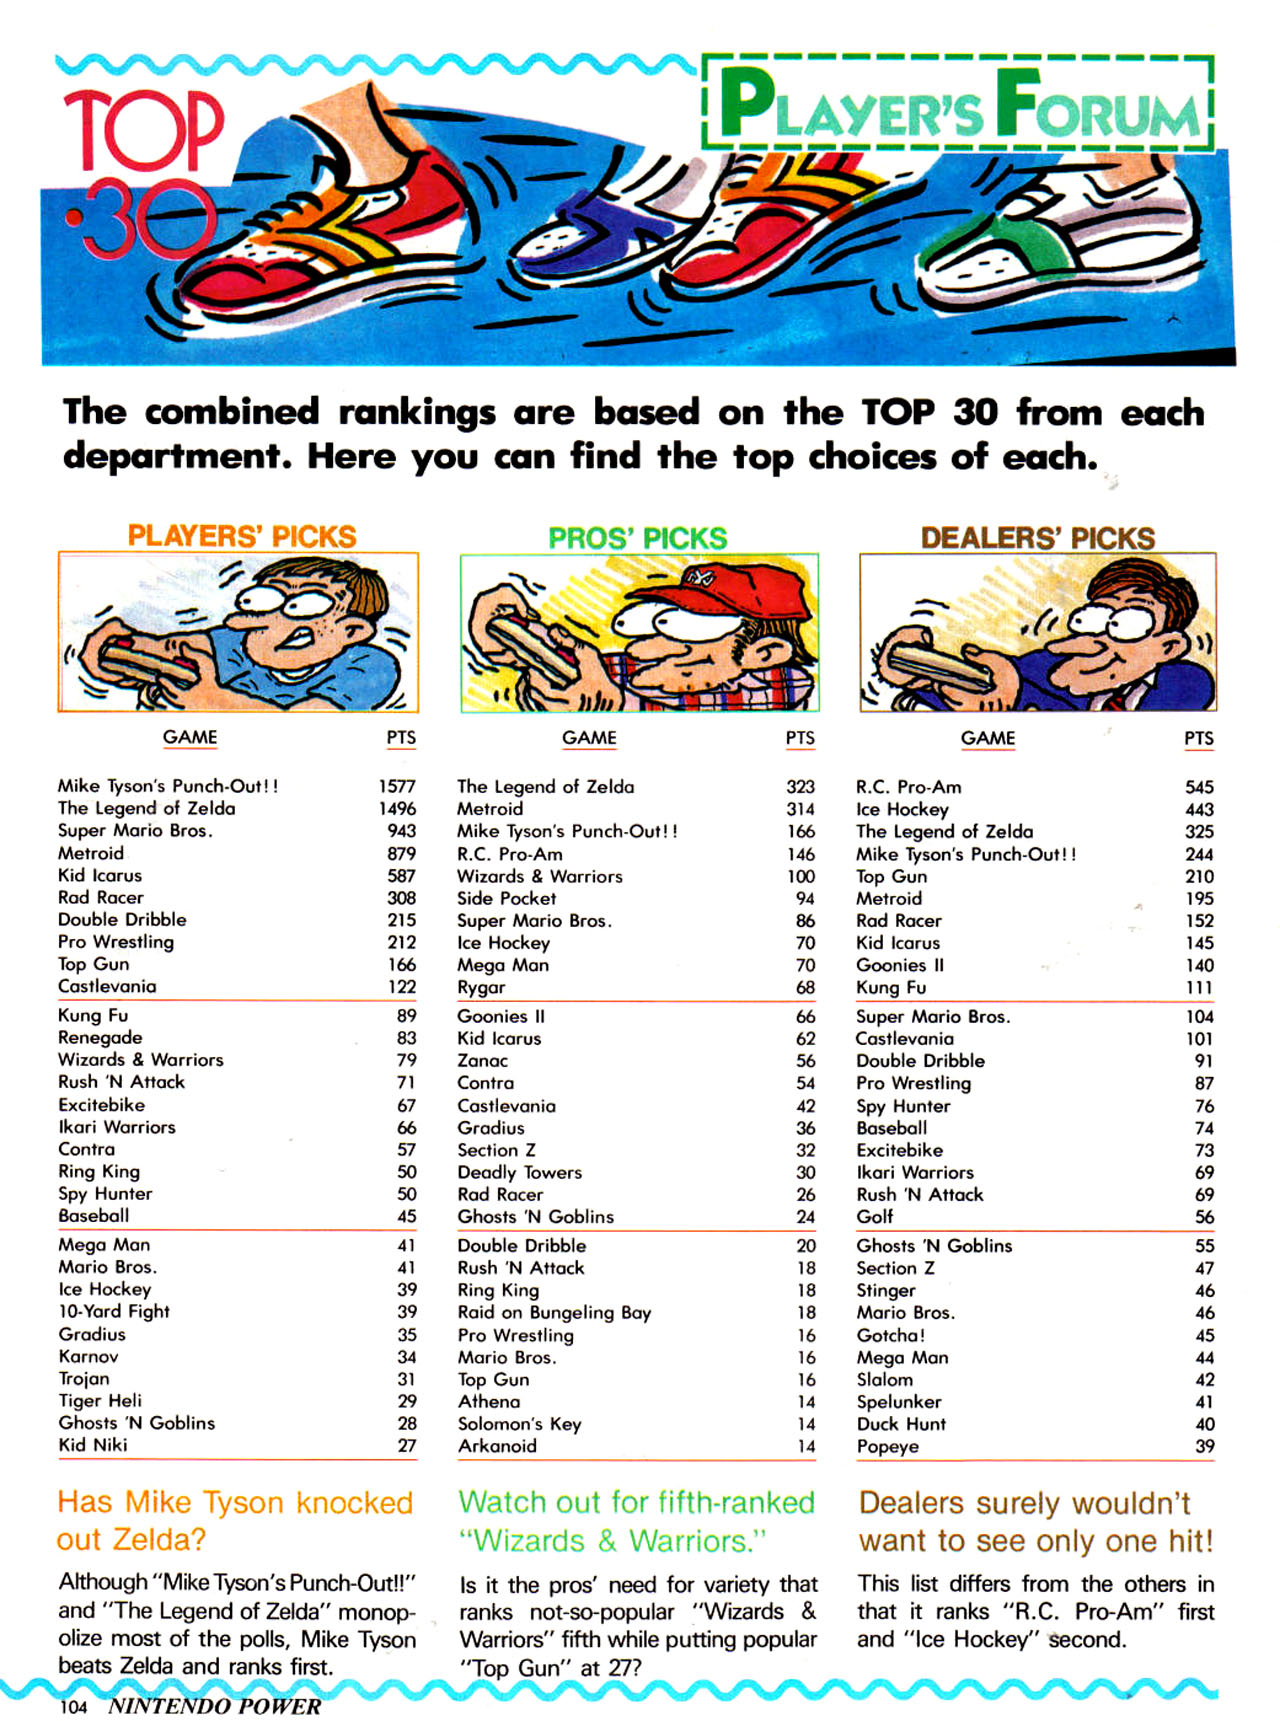 TOP
30
PLAYER'S FORUM
The combined rankings are based on the TOP 30 from each
department. Here you can find the top choices of each.
PLAYERS' PICKS
GAME PTS
Mike Tyson's Punch-Out!! 1577
The Legend of Zelda 1496
Super Mario Bros. 943
Metroid 879
Kid Icarus 587
Rad Racer 308
Double Dribble 215
Pro Wrestling 212
Top Gun 166
Castlevania 122
Kung Fu 89
Renegade 83
Wizards & Warriors 79
Rush 'N Attack 71
Excitebike 67
Ikari Warriors 66
Contra 57
Ring King 50
Spy Hunter 50
Baseball 45
Mega Man 41
Mario Bros. 41
Ice Hockey 39
10-Yard Fight 39
Gradius 35
Karnov 34
Trojan 31
Tiger Heli 29
Ghosts 'N Goblins 28
Kid Niki 27
Has Mike Tyson knocked
out Zelda?
Although "Mike Tyson's Punch-Out!!"
and "The Legend of Zelda" monop-
olize most of the polls, Mike Tyson
beats Zelda and ranks first.
PROS' PICKS
GAME PTS
The Legend of Zelda 323
Metroid 314
Mike Tyson's Punch-Out!! 166
R.C. Pro-Am 146
Wizards & Warriors 100
Side Pocket 94
Super Mario Bros. 86
Ice Hockey 70
Mega Man 70
Rygar 68
Goonies II 66
Kid Icarus 62
Zanac 56
Contra 54
Castlevania 42
Gradius 36
Section Z 32
Deadly Towers 30
Rad Racer 26
Ghosts 'N Goblins 24
Double Dribble 20
Rush 'N Attack 18
Ring King 18
Raid on Bungeling Bay 18
Pro Wrestling 16
Mario Bros. 16
Top Gun 16
Athena 14
Solomon's Key 14
Arkanoid 14
Watch out for fifth-ranked
"Wizards & Warriors."
Is it the pros' need for variety that
ranks not-so-popular "Wizards &
Warriors" fifth while putting popular
"Top Gun" at 27?
DEALERS' PICKS
GAME PTS
R.C. Pro-Am 545
Ice Hockey 443
The Legend of Zelda 325
Mike Tyson's Punch-Out!! 244
Top Gun 210
Metroid 195
Rad Racer 152
Kid Icarus 145
Goonies II 140
Kung Fu 111
Super Mario Bros. 104
Castlevania 101
Double Dribble 91
Pro Wrestling 87
Spy Hunter 76
Baseball 74
Excitebike 73
Ikari Warriors 69
Rush 'N Attack 69
Golf 56
Ghosts 'N Goblins 55
Section Z 47
Stinger 46
Mario Bros. 46
Gotcha! 45
Mega Man 44
Slalom 42
Spelunker 41
Duck Hunt 40
Popeye 39
Dealers surely wouldn't
want to see only one hit!
This list differs from the others in
that it ranks "R.C. Pro-Am" first
and "Ice Hockey" second.
104 NINTENDO POWER